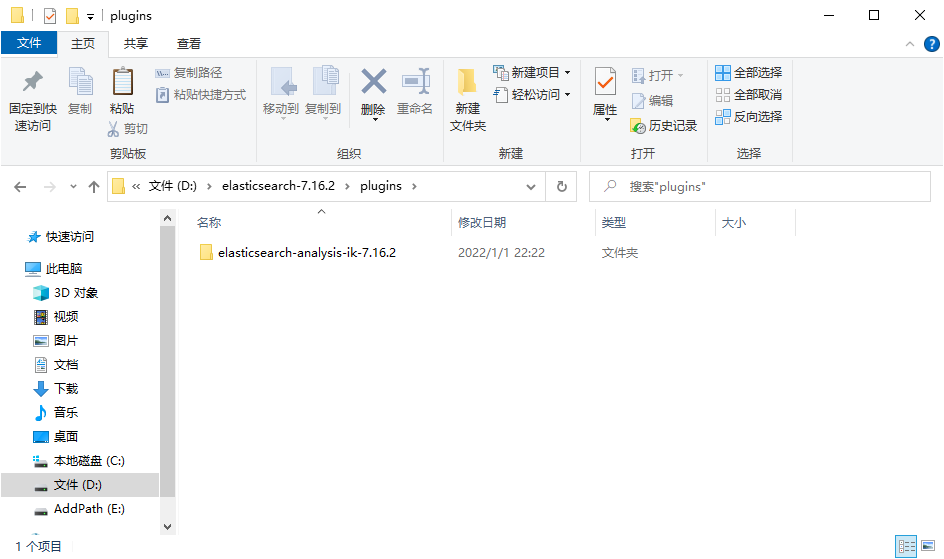 plugins
文件 主页 共享 查看
固定到快速访问
复制
粘贴
复制路径
粘贴快捷方式
剪切
剪贴板
移动到
复制到
删除
重命名
组织
新建
文件夹
新建项目
轻松访问
新建
属性
打开
编辑
历史记录
打开
全部选择
全部取消
反向选择
选择
« 文件 (D:) › elasticsearch-7.16.2 › plugins ›
搜索"plugins"
名称 修改日期 类型 大小
elasticsearch-analysis-ik-7.16.2 2022/1/1 22:22 文件夹
快速访问
此电脑
3D 对象
视频
图片
文档
下载
音乐
桌面
本地磁盘 (C:)
文件 (D:)
AddPath (E:)
1 个项目